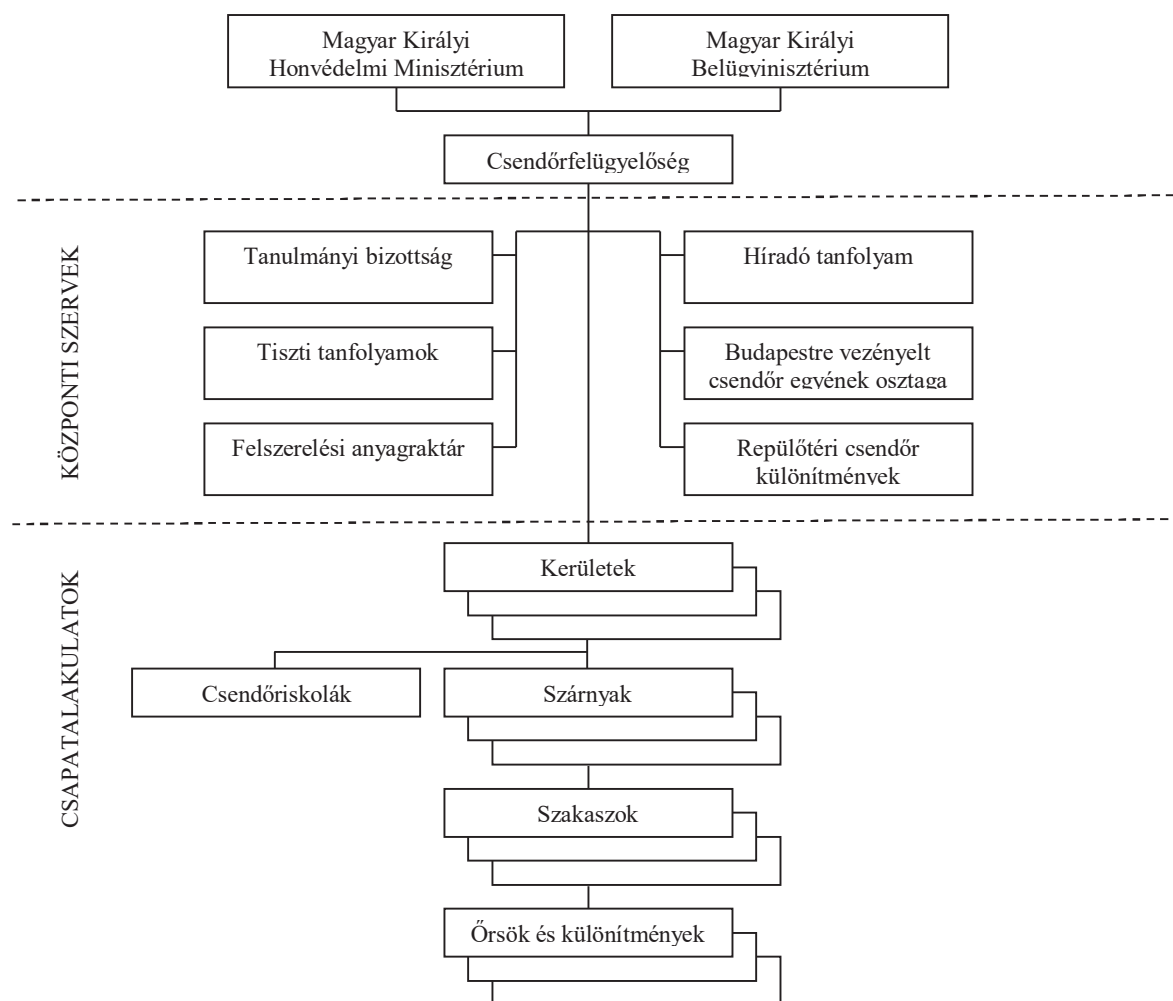 Magyar Királyi
Honvédelmi Minisztérium
Magyar Királyi
Belügyinisztérium
Csendőrfelügyelőség
KÖZPONTI SZERVEK
Tanulmányi bizottság
Híradó tanfolyam
Tiszti tanfolyamok
Budapestre vezényelt
csendőr egyének osztaga
Felszerelési anyagraktár
Repülőtéri csendőr
különítmények
CSAPATALAKULATOK
Kerületek
Csendőriskolák
Szárnyak
Szakaszok
Őrsök és különítmények